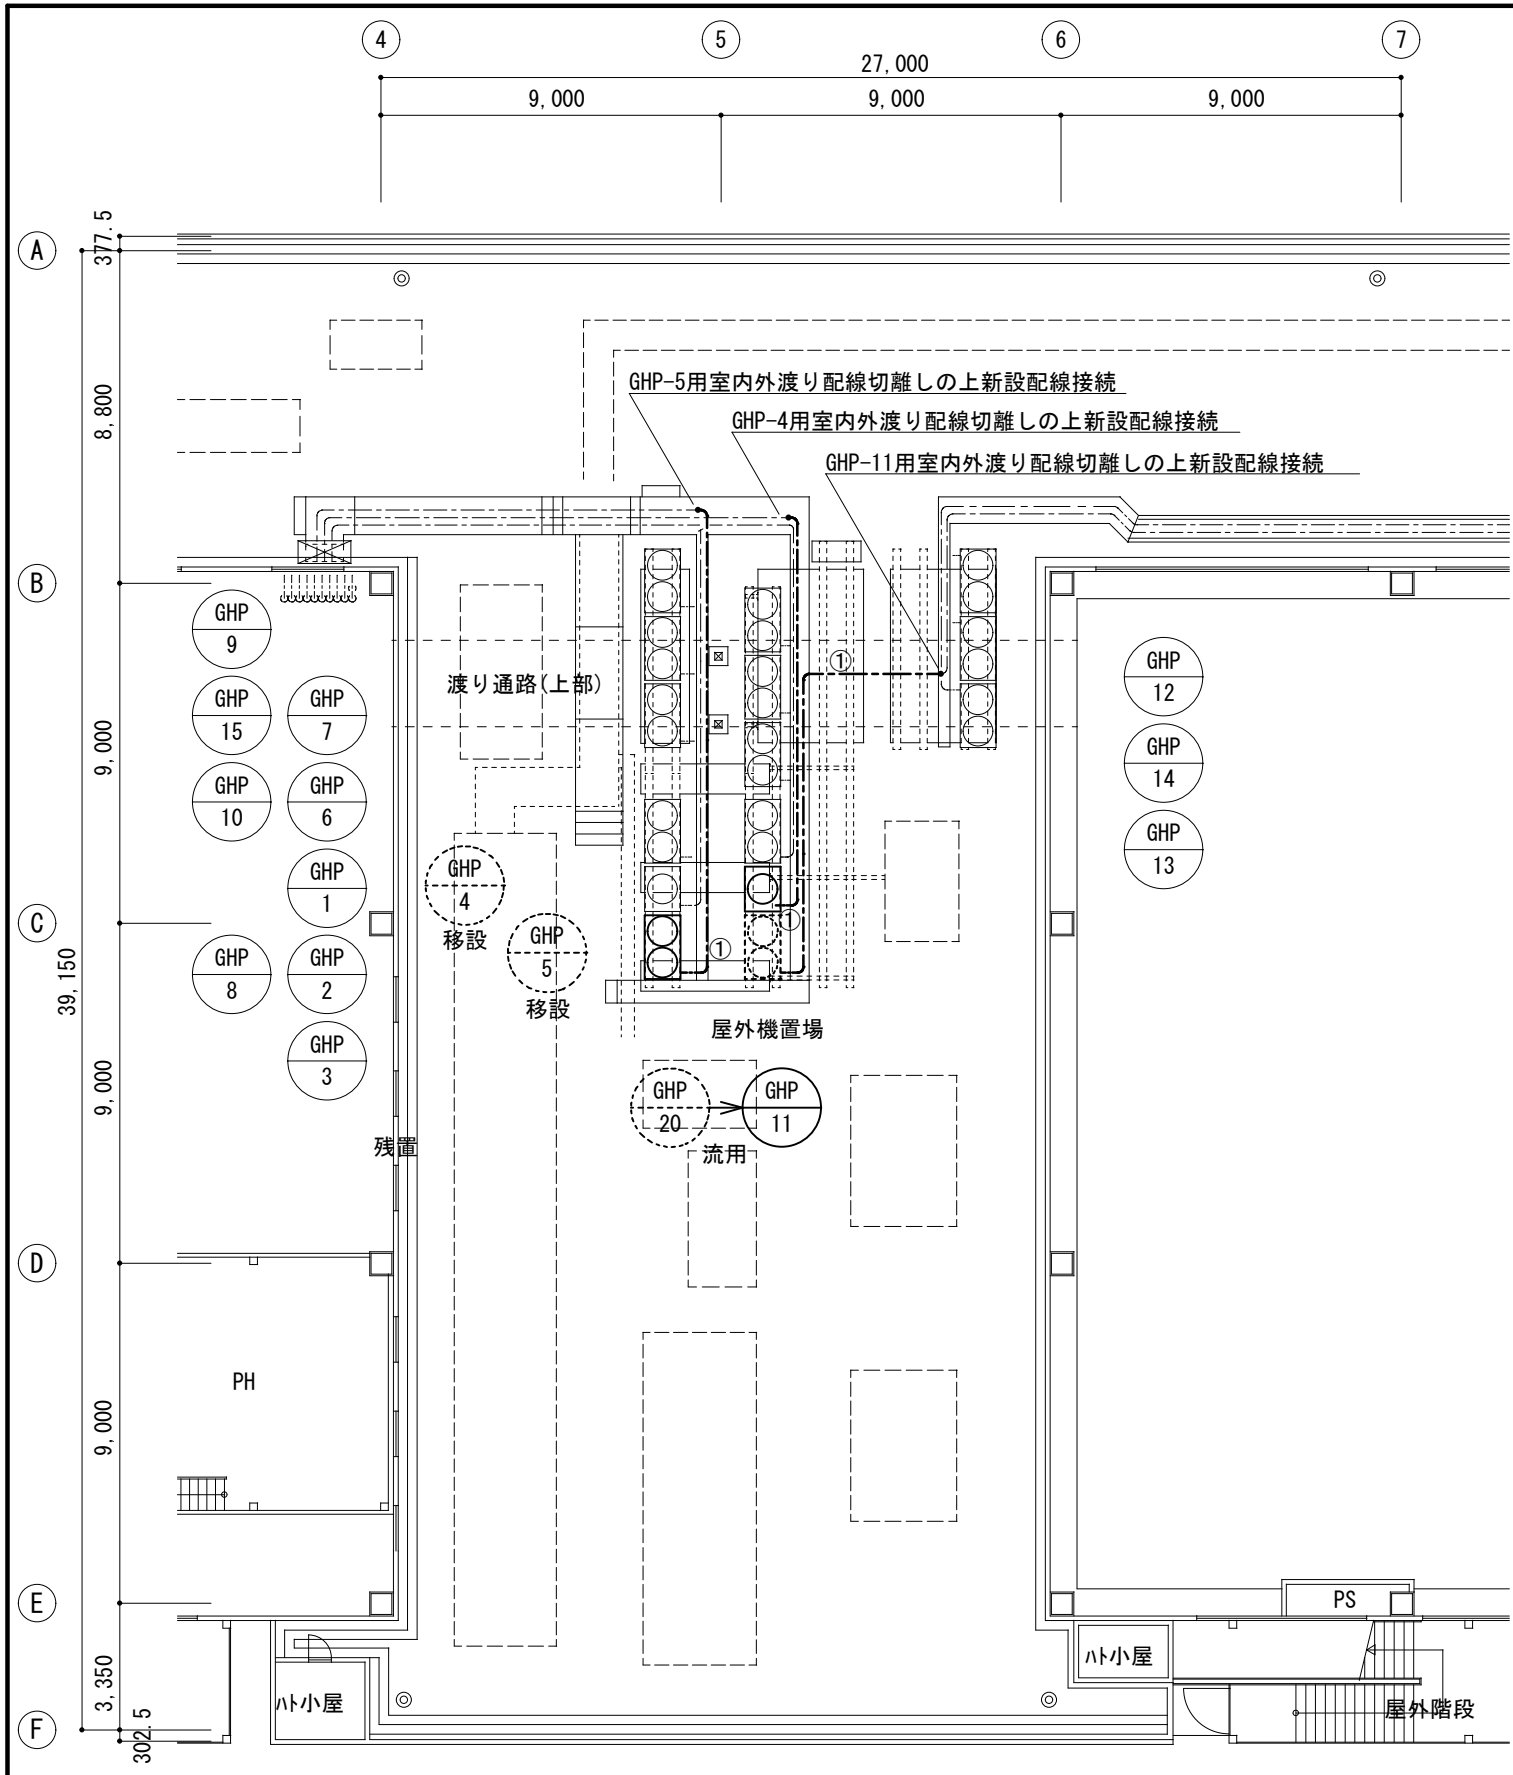 4
5
6
7
27,000
9,000
9,000
9,000
A
377.5
8,800
GHP-5用室内外渡り配線切離しの上新設配線接続
GHP-4用室内外渡り配線切離しの上新設配線接続
GHP-11用室内外渡り配線切離しの上新設配線接続
B
GHP
9
GHP
15
GHP
7
渡り通路(上部)
①
GHP
12
9,000
GHP
10
GHP
6
GHP
14
GHP
1
GHP
4
移設
GHP
13
C
①
①
GHP
5
移設
39,150
GHP
8
GHP
2
屋外機置場
GHP
3
9,000
GHP
20
GHP
11
流用
残置
D
PH
9,000
E
PS
3,350
ハト小屋
ハト小屋
屋外階段
F
302.5